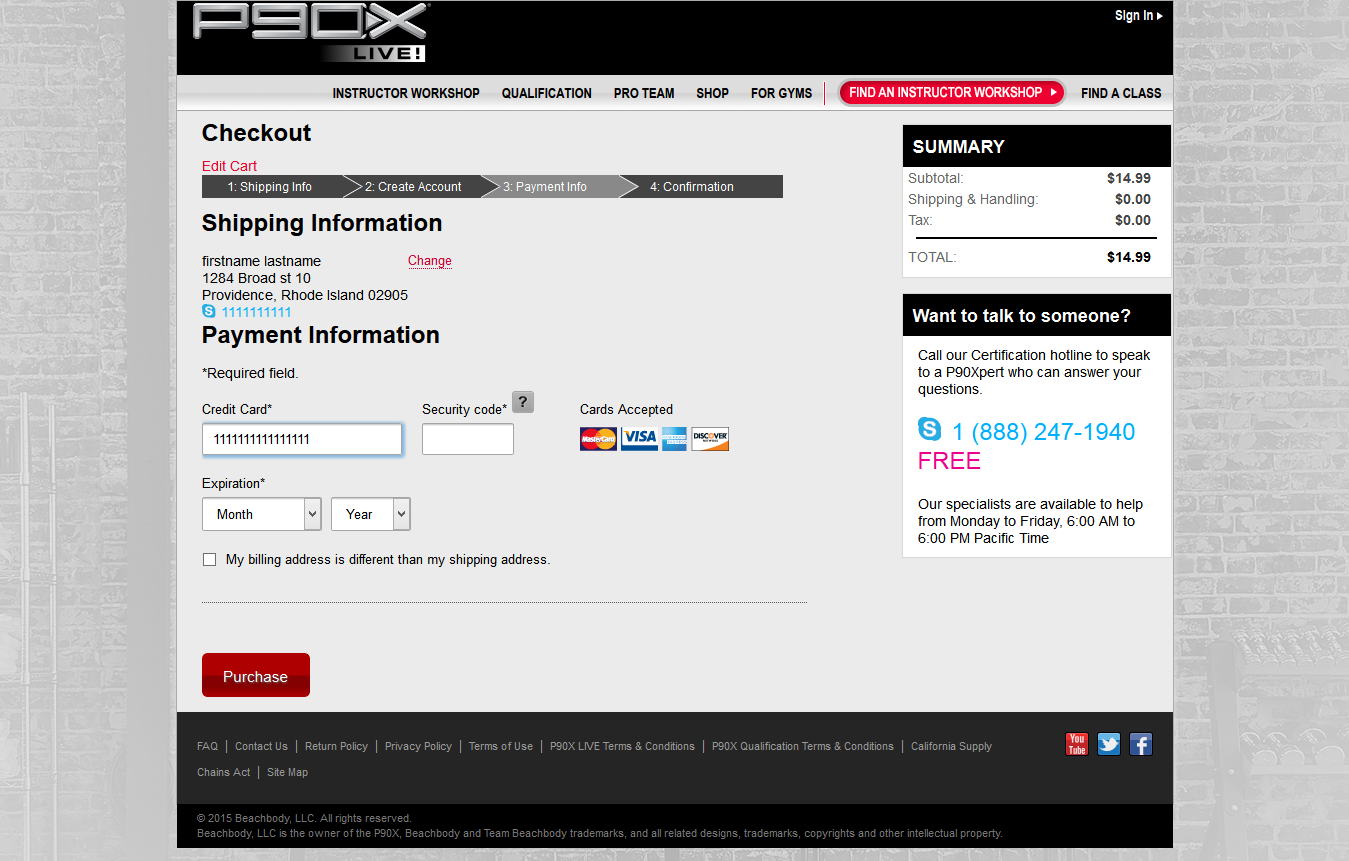 P90X
LIVE!
Sign In
INSTRUCTOR WORKSHOP QUALIFICATION PRO TEAM SHOP FOR GYMS FIND AN INSTRUCTOR WORKSHOP FIND A CLASS
Checkout
Edit Cart
1: Shipping Info 2: Create Account 3: Payment Info 4: Confirmation
Shipping Information
firstname lastname Change
1284 Broad st 10
Providence, Rhode Island 02905
1111111111
Payment Information
*Required field.
Credit Card* Security code* ? Cards Accepted
1111111111111111
MasterCard VISA DISCOVER
Expiration*
Month Year
My billing address is different than my shipping address.
Purchase
SUMMARY
Subtotal: $14.99
Shipping & Handling: $0.00
Tax: $0.00
TOTAL: $14.99
Want to talk to someone?
Call our Certification hotline to speak
to a P90Xpert who can answer your
questions.
1 (888) 247-1940
FREE
Our specialists are available to help
from Monday to Friday, 6:00 AM to
6:00 PM Pacific Time
FAQ | Contact Us | Return Policy | Privacy Policy | Terms of Use | P90X LIVE Terms & Conditions | P90X Qualification Terms & Conditions | California Supply
Chains Act | Site Map
You
Tube
© 2015 Beachbody, LLC. All rights reserved.
Beachbody, LLC is the owner of the P90X, Beachbody and Team Beachbody trademarks, and all related designs, trademarks, copyrights and other intellectual property.